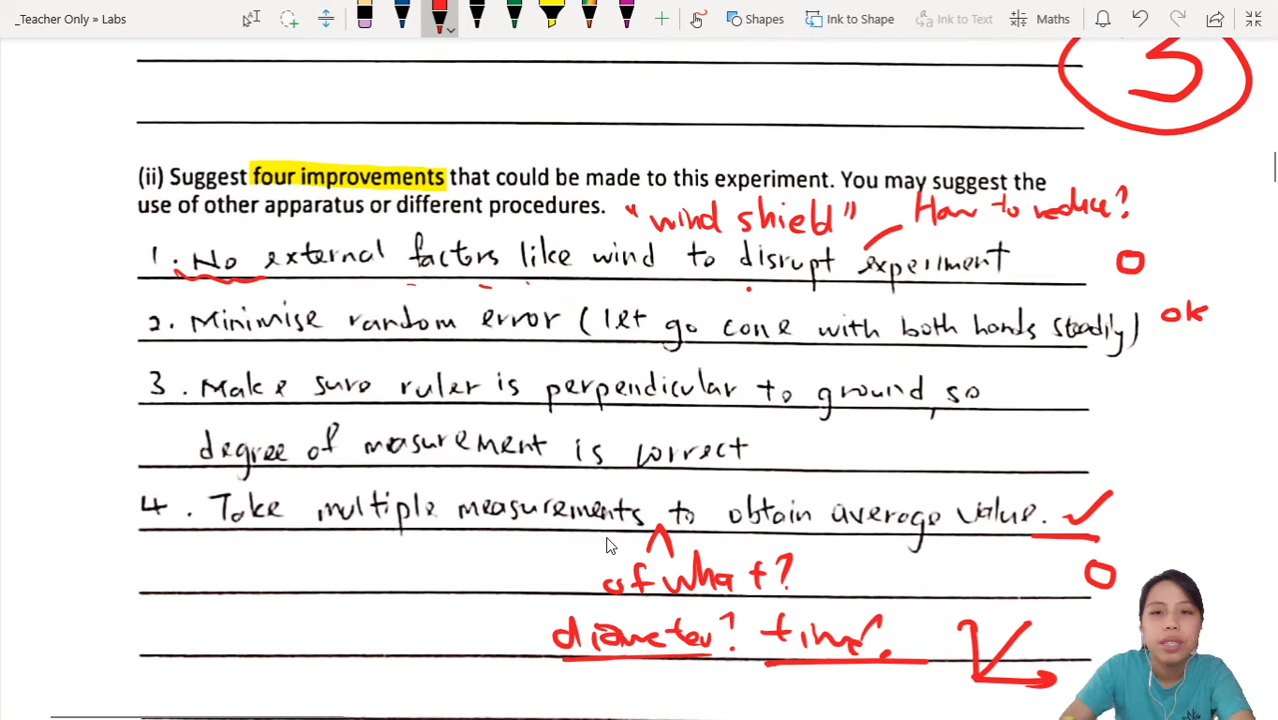 _Teacher Only » Labs
Shapes
Ink to Shape
Ink to Text
Maths
3
(ii) Suggest four improvements that could be made to this experiment. You may suggest the
use of other apparatus or different procedures.
"wind shield"
How to reduce?
1. No external factors like wind to disrupt experiment
0
2. Minimise random error (let go cone with both hands steadily)
ok
3. Make sure ruler is perpendicular to ground, so
degree of measurement is correct
4. Take multiple measurements to obtain average value.
of what?
0
diameter? time?